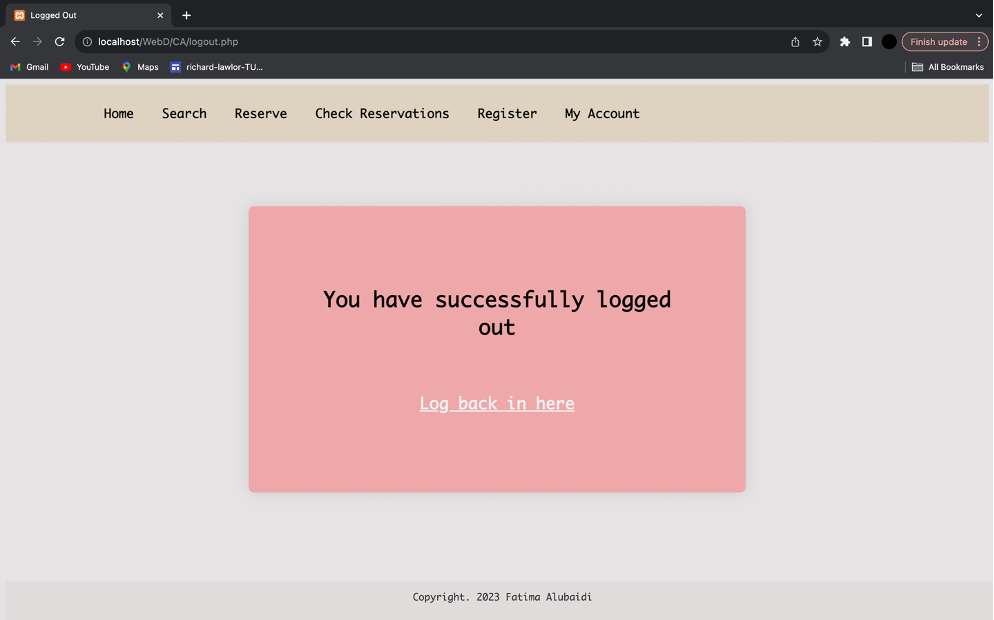 Logged Out
localhost/WebD/CA/logout.php
Finish update
Gmail YouTube Maps richard-lawlor-TU... All Bookmarks
Home Search Reserve Check Reservations Register My Account
You have successfully logged
out
Log back in here
Copyright. 2023 Fatima Alubaidi